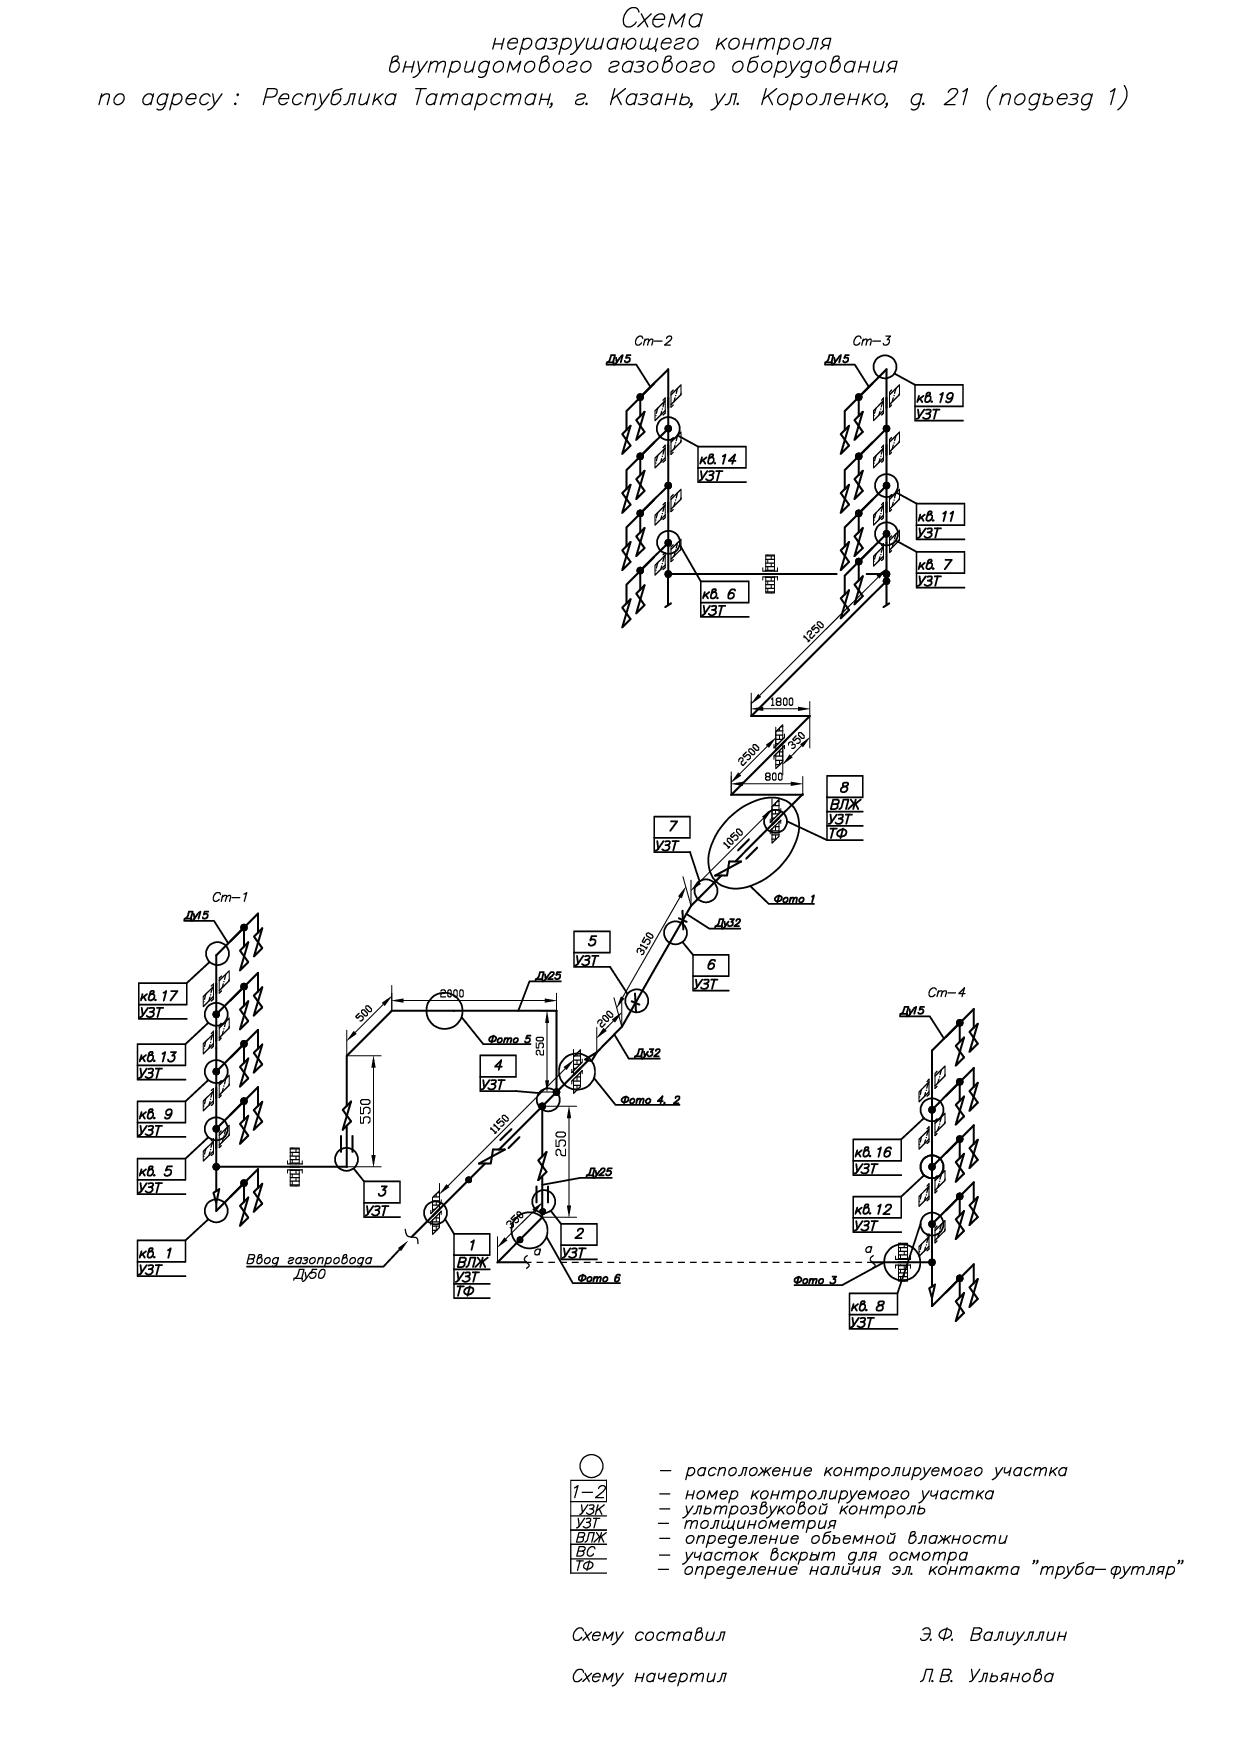 Схема
неразрушающего контроля
внутридомового газового оборудования
по адресу : Республика Татарстан, г. Казань, ул. Короленко, д. 21 (подъезд 1)
Ст-2
Ст-3
Ду15
Ду15
кв. 19
УЗТ
кв. 14
УЗТ
кв. 11
УЗТ
кв. 7
УЗТ
кв. 6
УЗТ
1250
1800
350
2500
800
8
ВЛЖ
УЗТ
ТФ
7
УЗТ
1050
Фото 1
Ст-1
Ду15
Ду32
3150
5
УЗТ
6
УЗТ
кв. 17
УЗТ
Ду25
2000
500
Ст-4
Ду15
200
Фото 5
250
Ду32
кв. 13
УЗТ
4
УЗТ
Фото 4, 2
кв. 9
УЗТ
550
1150
250
кв. 16
УЗТ
кв. 5
УЗТ
Ду25
3
УЗТ
кв. 12
УЗТ
350
2
УЗТ
кв. 1
УЗТ
Ввод газопровода
Ду50
1
ВЛЖ
УЗТ
ТФ
а
а
Фото 6
Фото 3
кв. 8
УЗТ
– расположение контролируемого участка
1-2 – номер контролируемого участка
УЗК – ультрозвуковой контроль
УЗТ – толщинометрия
ВЛЖ – определение объемной влажности
ВС – участок вскрыт для осмотра
ТФ – определение наличия эл. контакта "труба-футляр"
Схему составил Э.Ф. Валиуллин
Схему начертил Л.В. Ульянова